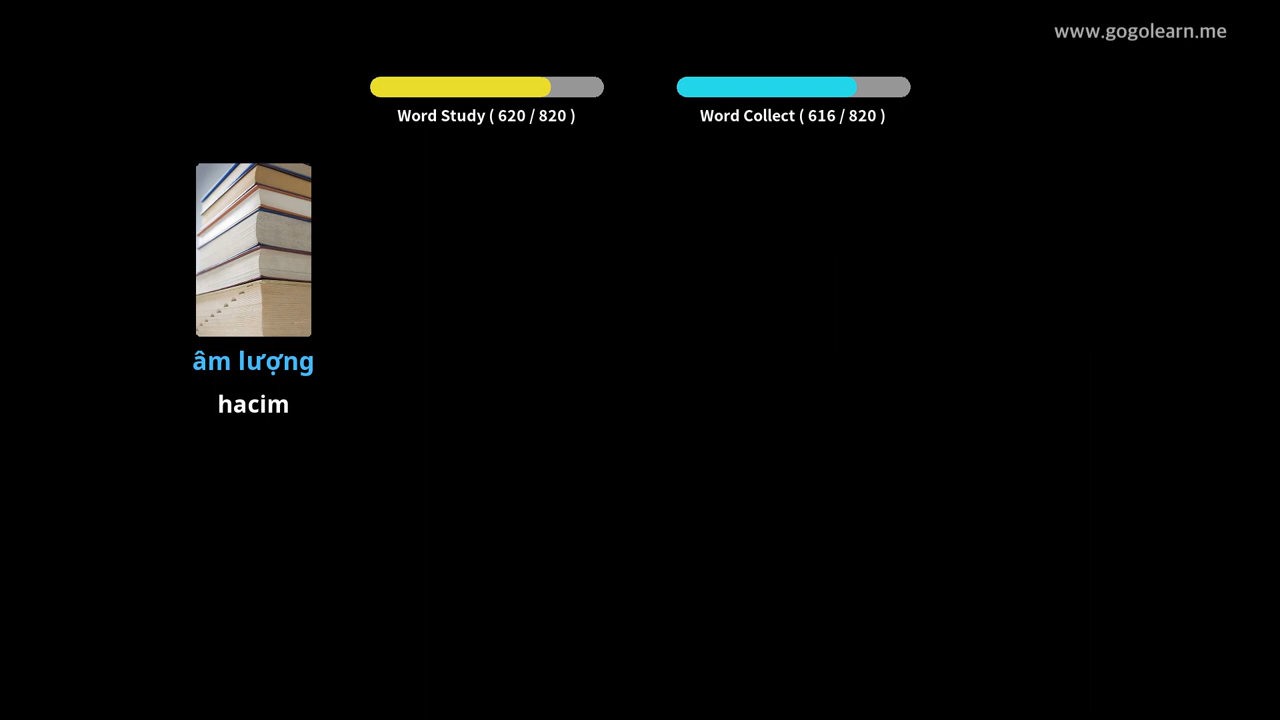 www.gogolearn.me
Word Study ( 620 / 820 )
Word Collect ( 616 / 820 )
âm lượng
hacim